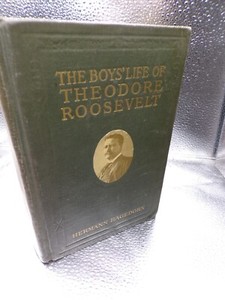 THE BOYS' LIFE OF
THEODORE
ROOSEVELT
HERMANN HAGEDORN